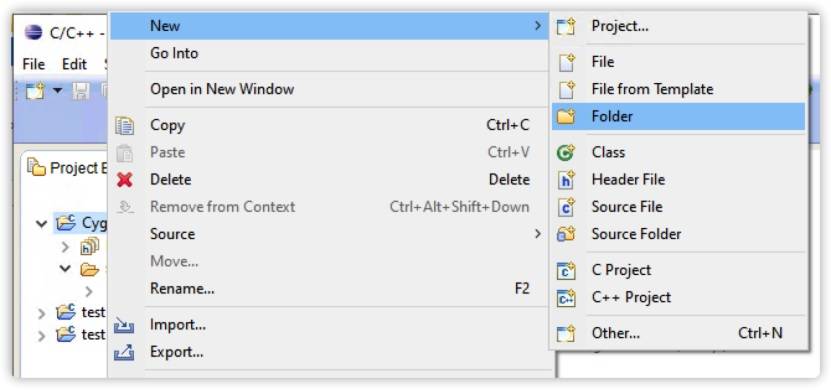 C/C++ -
File Edit
Project E
Cyg
test
test
New
Go Into
Open in New Window
Copy Ctrl+C
Paste Ctrl+V
Delete Delete
Remove from Context Ctrl+Alt+Shift+Down
Source
Move...
Rename... F2
Import...
Export...
Project...
File
File from Template
Folder
Class
Header File
Source File
Source Folder
C Project
C++ Project
Other... Ctrl+N